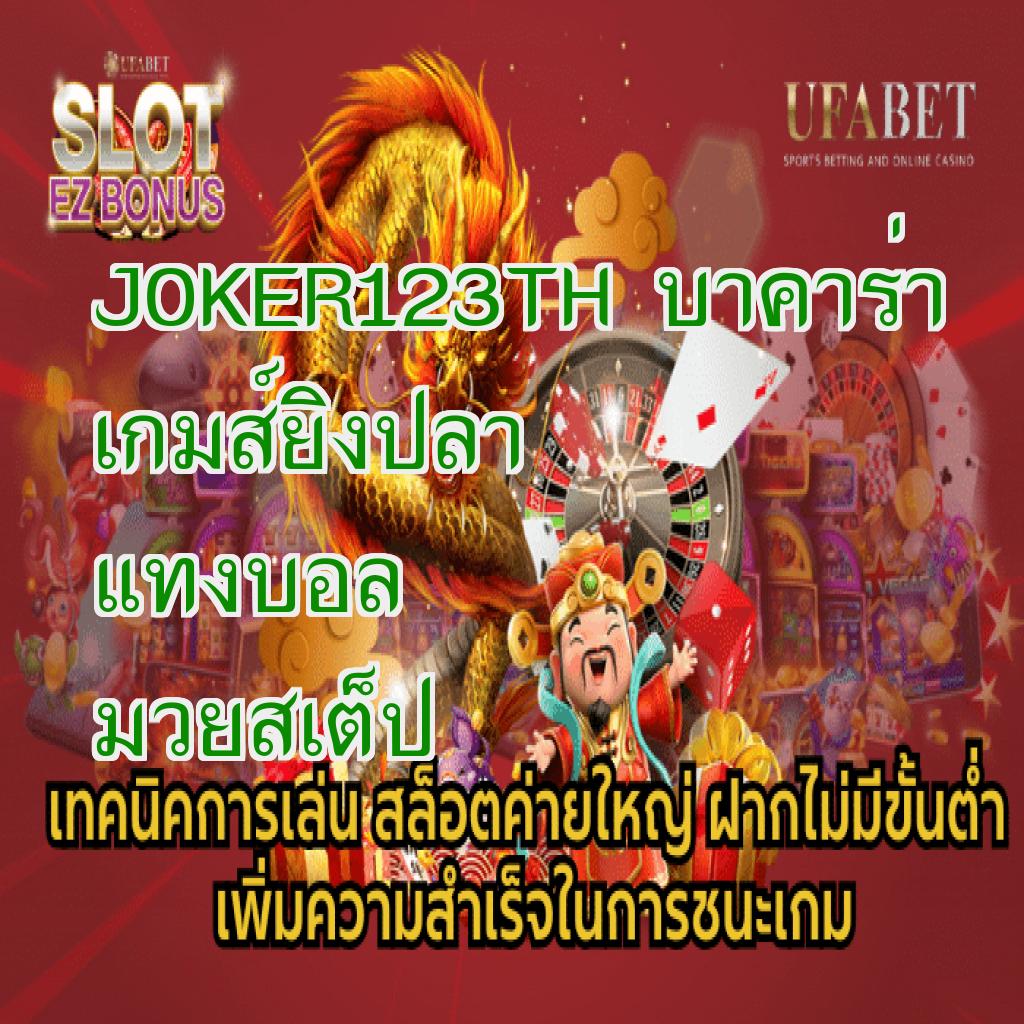 UFABET
SLOT
EZ BONUS
UFABET
SPORTS BETTING AND ONLINE CASINO
JOKER123TH บาคาร่า
เกมส์ยิงปลา
แทงบอล
มวยสเต็ป
เทคนิคการเล่น สล็อตค่ายใหญ่ ฝากไม่มีขั้นต่ำ
เพิ่มความสำเร็จในการชนะเกม